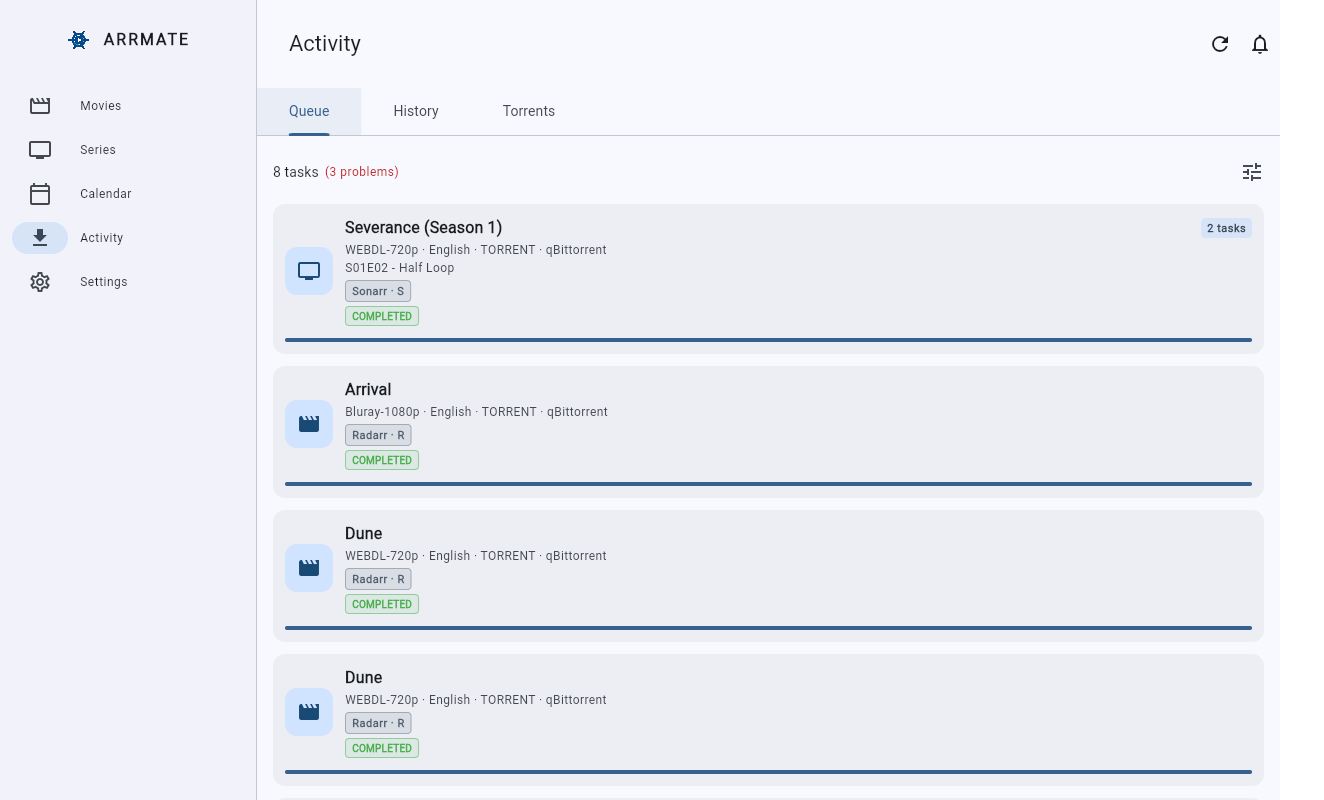 ARRMATE
Movies
Series
Calendar
Activity
Settings
Activity
Queue
History
Torrents
8 tasks (3 problems)
Severance (Season 1)
2 tasks
WEBDL-720p · English · TORRENT · qBittorrent
S01E02 - Half Loop
Sonarr · S
COMPLETED
Arrival
Bluray-1080p · English · TORRENT · qBittorrent
Radarr · R
COMPLETED
Dune
WEBDL-720p · English · TORRENT · qBittorrent
Radarr · R
COMPLETED
Dune
WEBDL-720p · English · TORRENT · qBittorrent
Radarr · R
COMPLETED